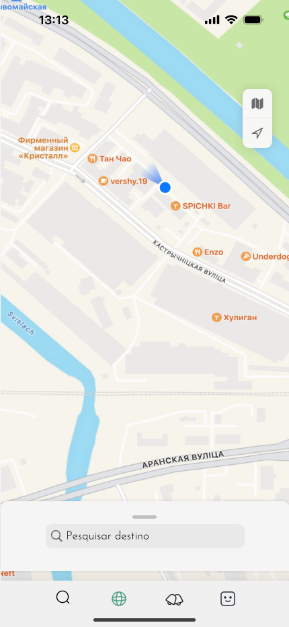 вомайская
13:13
Фирменный
магазин
«Кристалл»
Тан Чао
vershy.19
SPICHKI Bar
КАСТРЫЧНІЦКАЯ ВУЛІЦА
Enzo
Underdog
Хулиган
Svislach
АРАНСКАЯ ВУЛІЦА
Pesquisar destino